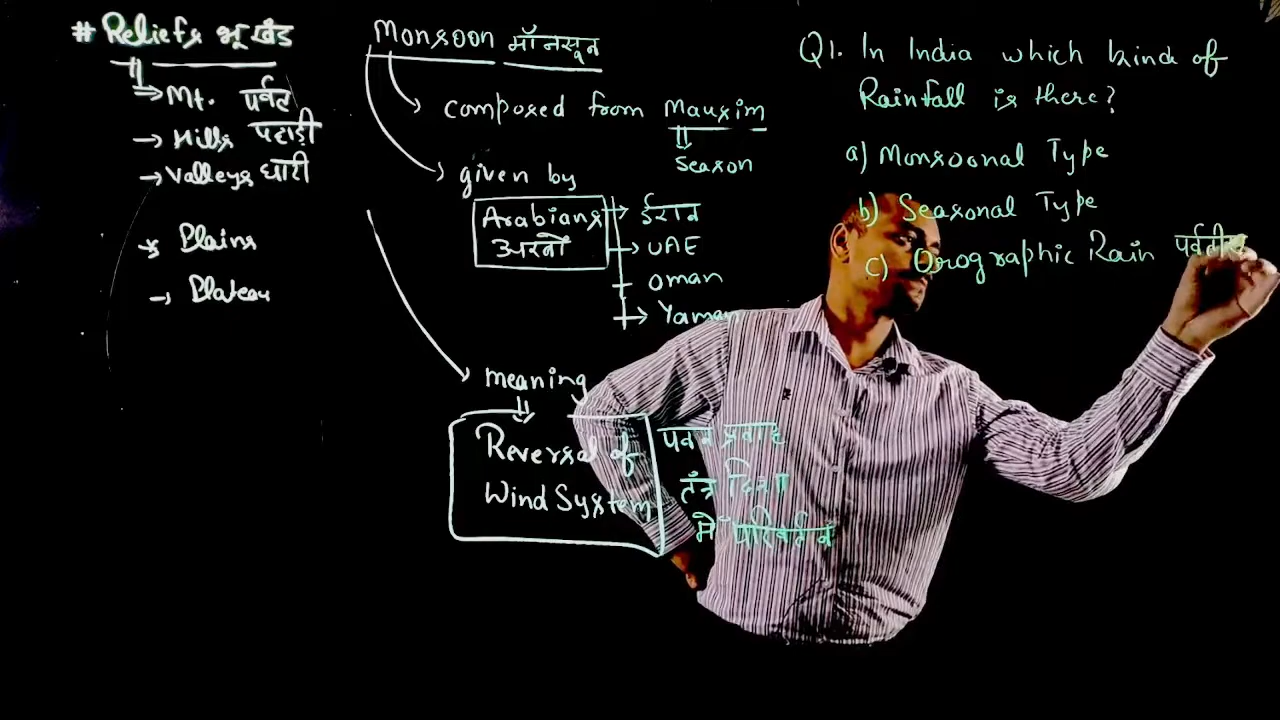 # Reliefs भू खंड
→ Mt. पर्वत
→ Hills पहाड़ी
→ Valleys घाटी
→ Plains
→ Plateau
Monsoon मॉनसून
→ composed from Mausim
Season
→ given by
Arabians → ईरान
अरबों → UAE
Oman
→ Yaman
→ meaning
Reversal of पवन प्रवाह
Wind System तंत्र दिशा
में परिवर्तन
Q1. In India which kind of
Rainfall is there?
a) Monsoonal Type
b) Seasonal Type
c) Orographic Rain पर्वतीय